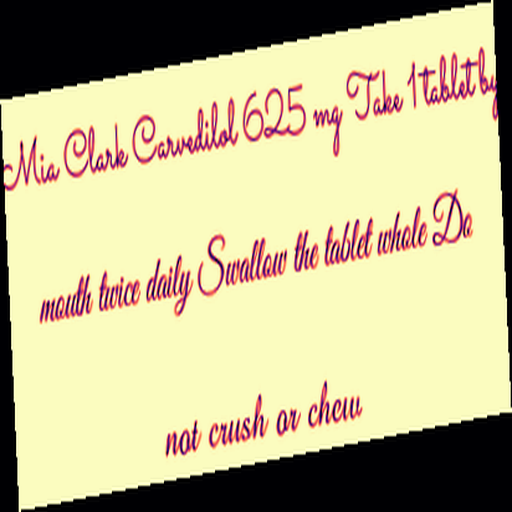 Mia Clark Carvedilol 625 mg Take 1 tablet by
mouth twice daily Swallow the tablet whole Do
not crush or chew